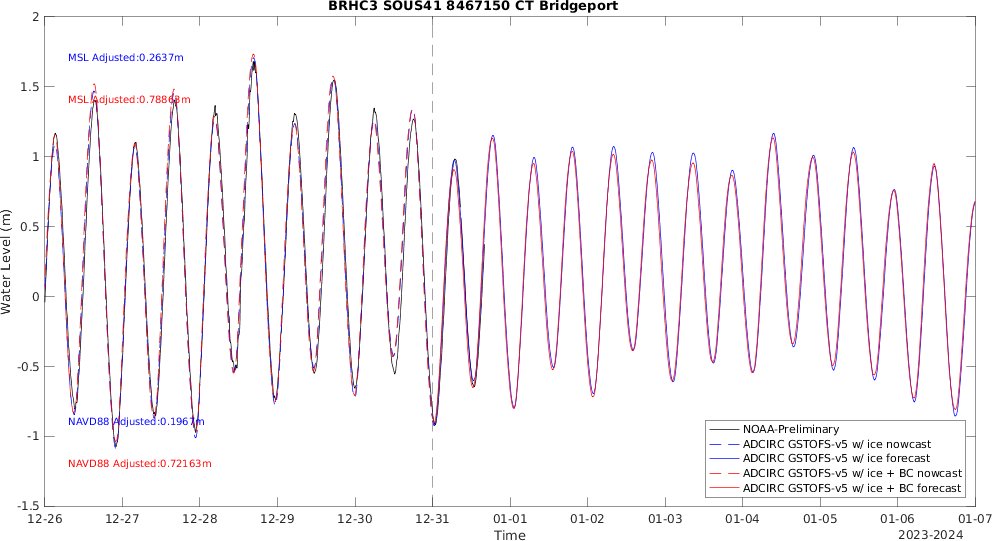 BRHC3 SOUS41 8467150 CT Bridgeport
Water Level (m)
2
1.5
1
0.5
0
-0.5
-1
-1.5
MSL Adjusted:0.2637m
MSL Adjusted:0.78863m
NAVD88 Adjusted:0.1967m
NAVD88 Adjusted:0.72163m
NOAA-Preliminary
ADCIRC GSTOFS-v5 w/ ice nowcast
ADCIRC GSTOFS-v5 w/ ice forecast
ADCIRC GSTOFS-v5 w/ ice + BC nowcast
ADCIRC GSTOFS-v5 w/ ice + BC forecast
12-26 12-27 12-28 12-29 12-30 12-31 01-01 01-02 01-03 01-04 01-05 01-06 01-07
Time
2023-2024